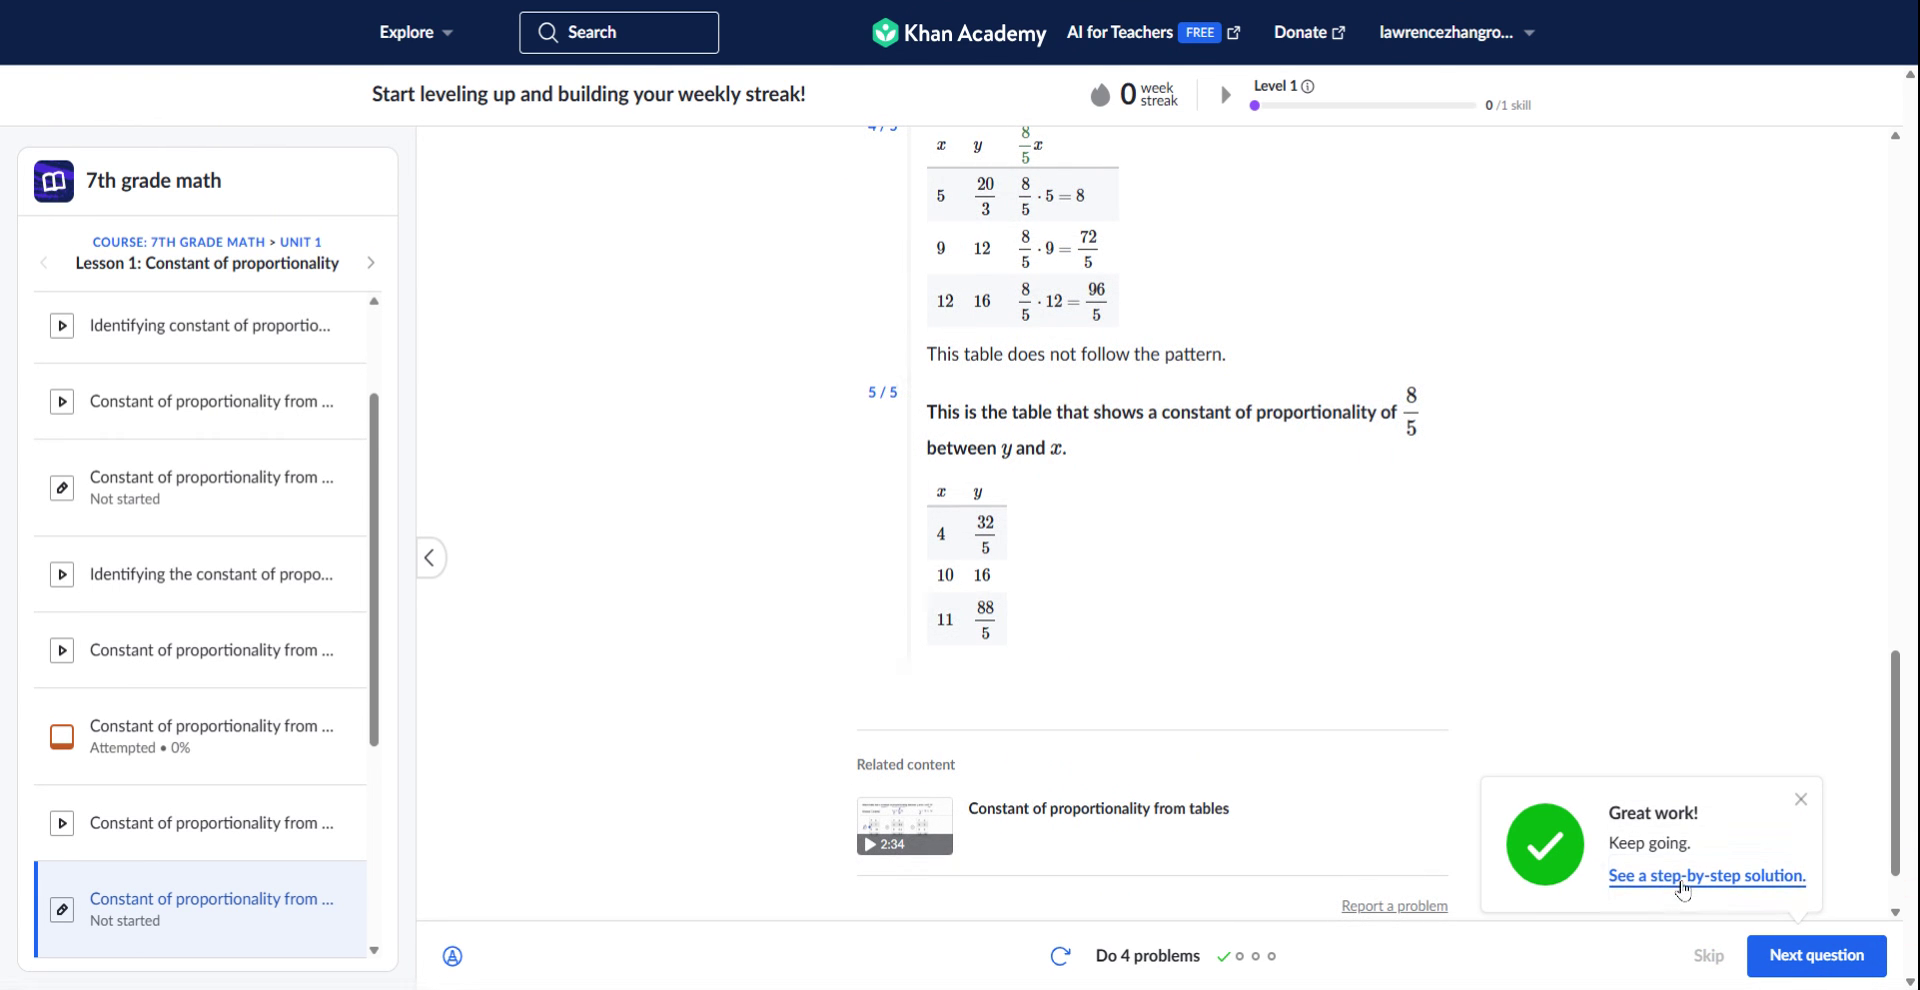 Explore
Search
Khan Academy
AI for Teachers FREE
Donate
lawrencezhangro...
Start leveling up and building your weekly streak!
0 week streak
Level 1
0 /1 skill
7th grade math
COURSE: 7TH GRADE MATH > UNIT 1
Lesson 1: Constant of proportionality
Identifying constant of proportio...
Constant of proportionality from ...
Constant of proportionality from ...
Not started
Identifying the constant of propo...
Constant of proportionality from ...
Constant of proportionality from ...
Attempted • 0%
Constant of proportionality from ...
Constant of proportionality from ...
Not started
4 / 5
x y 8/5 x
5 20/3 8/5 · 5 = 8
9 12 8/5 · 9 = 72/5
12 16 8/5 · 12 = 96/5
This table does not follow the pattern.
5 / 5
This is the table that shows a constant of proportionality of 8/5
between y and x.
x y
4 32/5
10 16
11 88/5
Related content
2:34
Constant of proportionality from tables
Report a problem
Great work!
Keep going.
See a step-by-step solution.
Do 4 problems
Skip
Next question